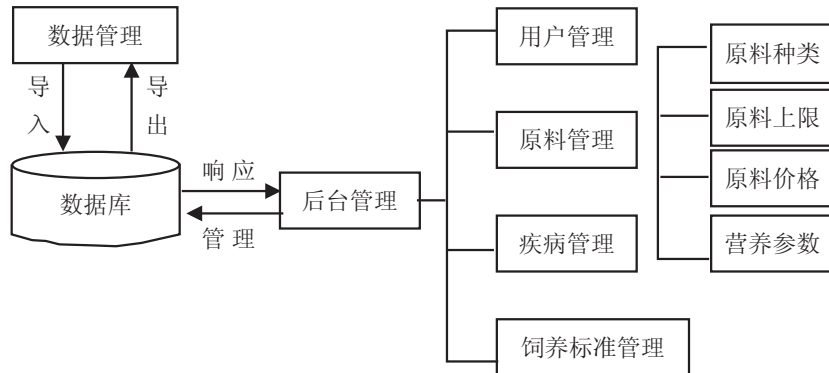 数据管理
导入
导出
数据库
响应
管理
后台管理
用户管理
原料管理
疾病管理
饲养标准管理
原料种类
原料上限
原料价格
营养参数